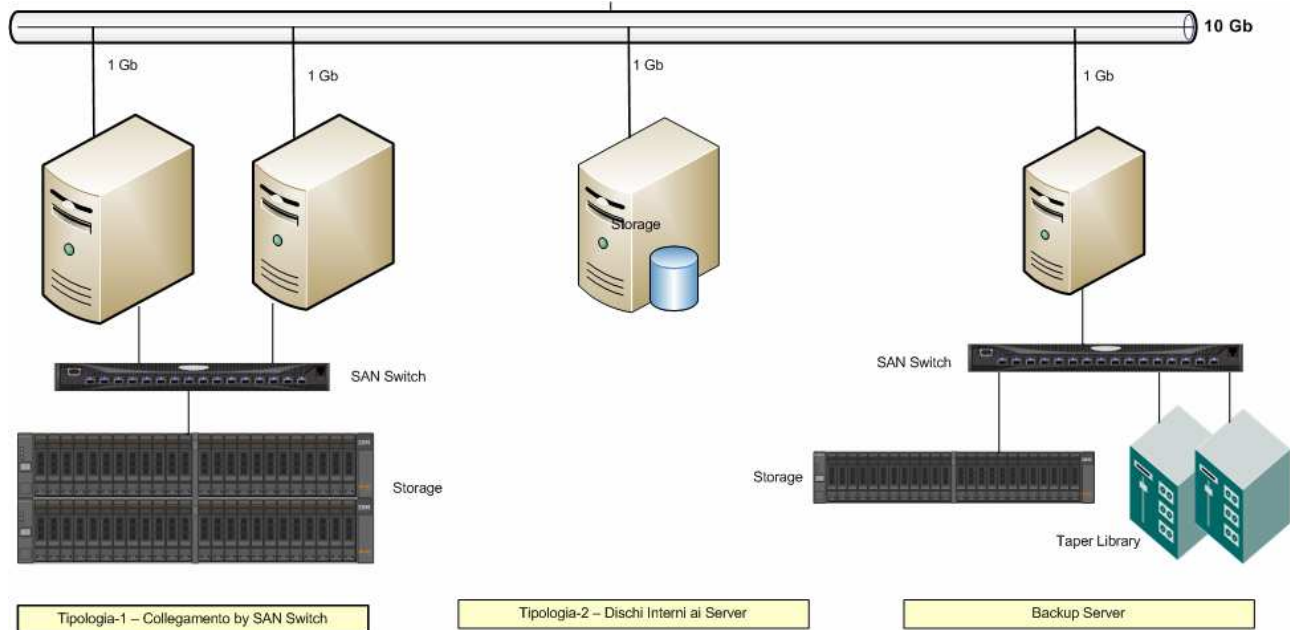 10 Gb
1 Gb
1 Gb
1 Gb
1 Gb
Storage
SAN Switch
SAN Switch
Storage
Storage
Taper Library
Tipologia-1 – Collegamento by SAN Switch
Tipologia-2 – Dischi Interni ai Server
Backup Server